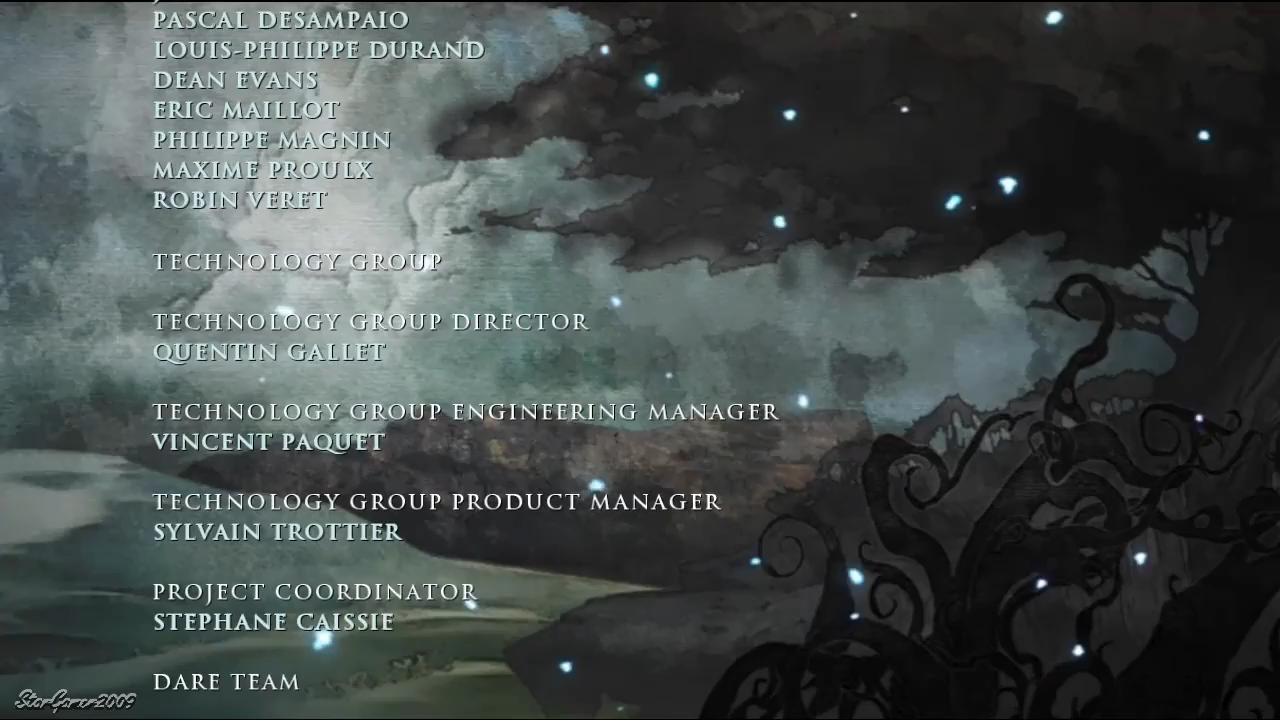 PASCAL DESAMPAIO
LOUIS-PHILIPPE DURAND
DEAN EVANS
ERIC MAILLOT
PHILIPPE MAGNIN
MAXIME PROULX
ROBIN VERET
TECHNOLOGY GROUP
TECHNOLOGY GROUP DIRECTOR
QUENTIN GALLET
TECHNOLOGY GROUP ENGINEERING MANAGER
VINCENT PAQUET
TECHNOLOGY GROUP PRODUCT MANAGER
SYLVAIN TROTTIER
PROJECT COORDINATOR
STEPHANE CAISSIE
DARE TEAM
StarGamer2009